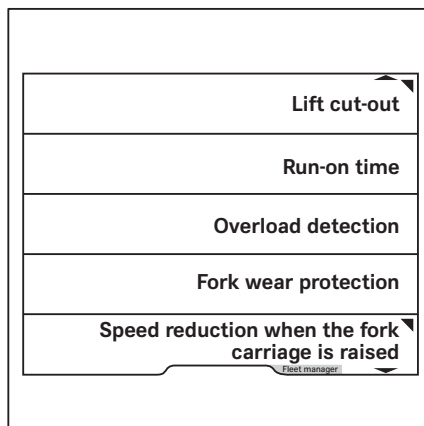 Lift cut-out
Run-on time
Overload detection
Fork wear protection
Speed reduction when the fork
carriage is raised
Fleet manager